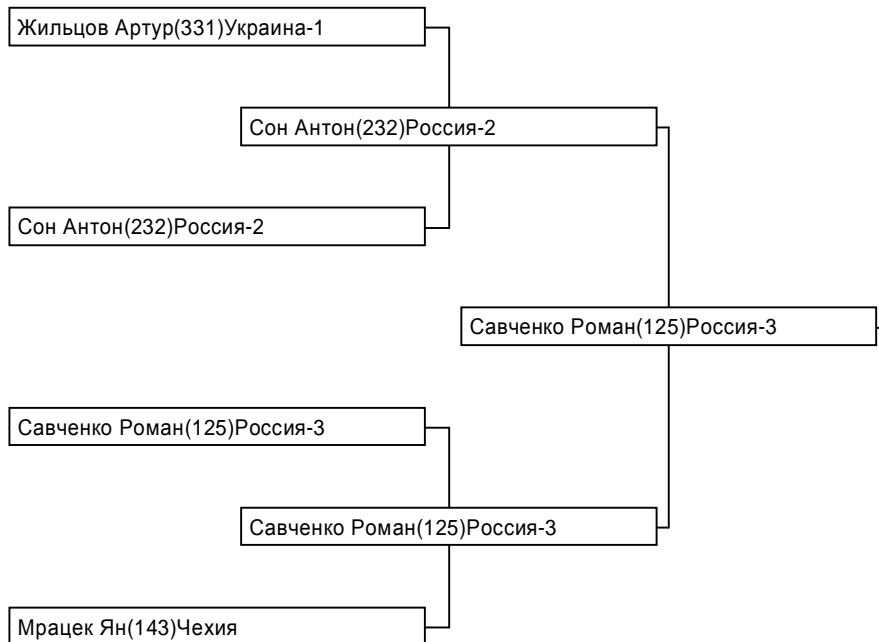 Жильцов Артур(331)Украина-1
Сон Антон(232)Россия-2
Сон Антон(232)Россия-2
Савченко Роман(125)Россия-3
Савченко Роман(125)Россия-3
Савченко Роман(125)Россия-3
Мрацек Ян(143)Чехия